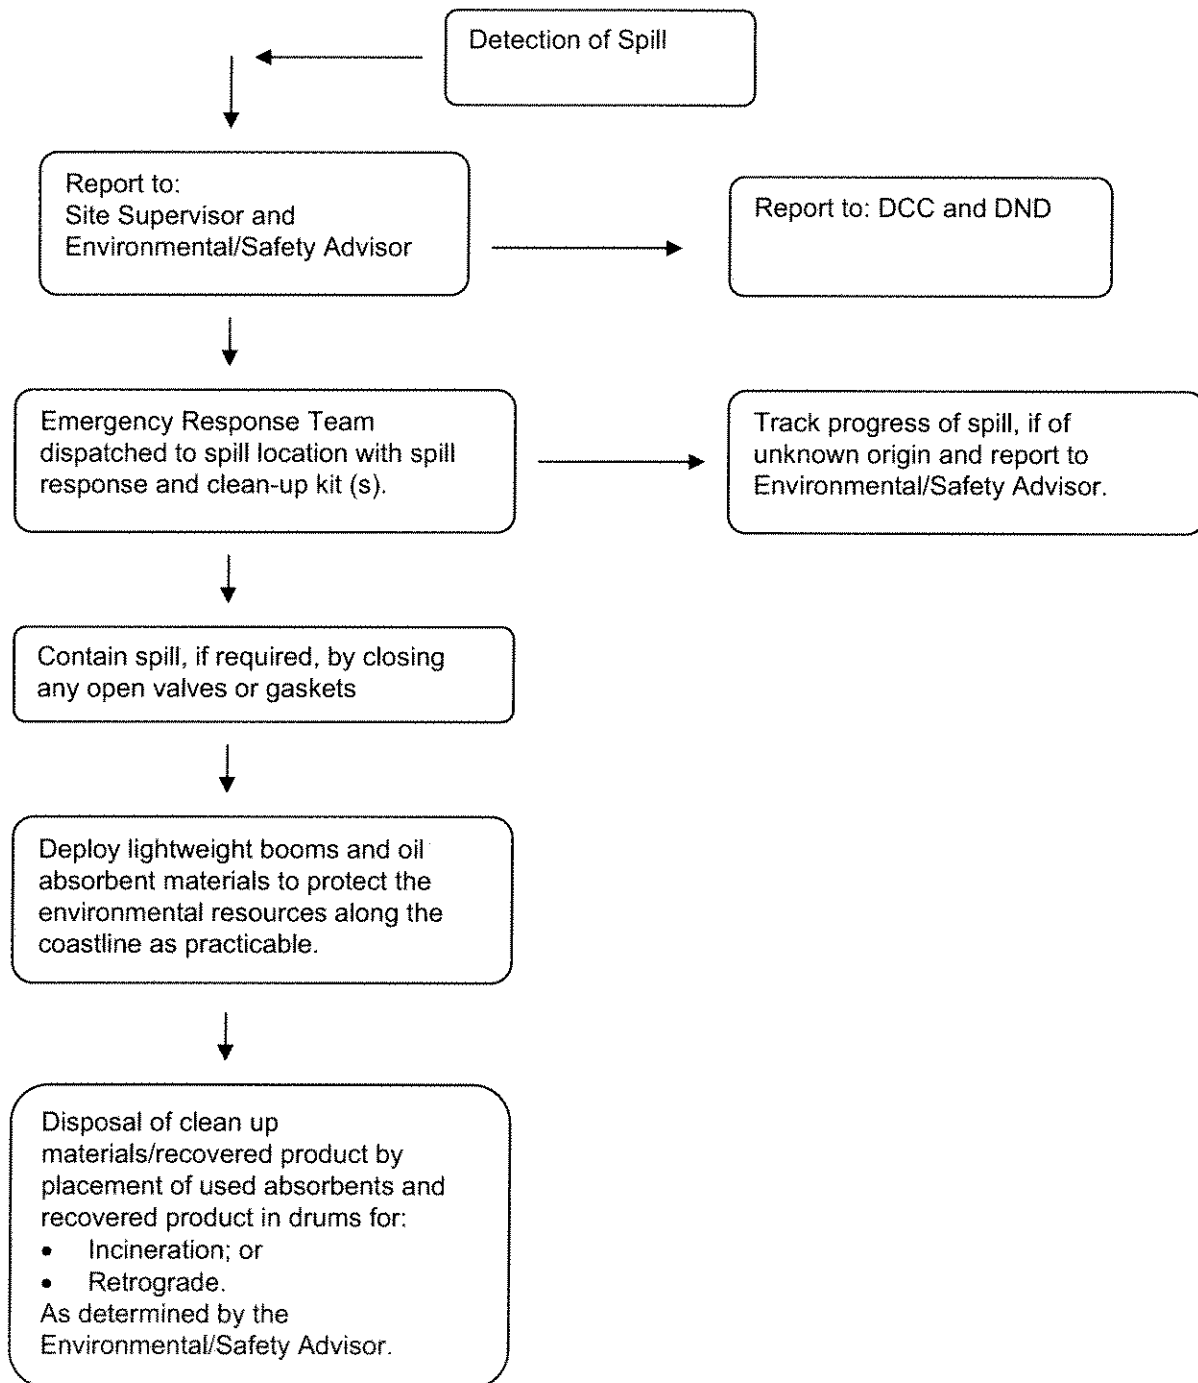 Detection of Spill
Report to:
Site Supervisor and
Environmental/Safety Advisor
Report to: DCC and DND
Emergency Response Team
dispatched to spill location with spill
response and clean-up kit (s).
Track progress of spill, if of
unknown origin and report to
Environmental/Safety Advisor.
Contain spill, if required, by closing
any open valves or gaskets
Deploy lightweight booms and oil
absorbent materials to protect the
environmental resources along the
coastline as practicable.
Disposal of clean up
materials/recovered product by
placement of used absorbents and
recovered product in drums for:
• Incineration; or
• Retrograde.
As determined by the
Environmental/Safety Advisor.